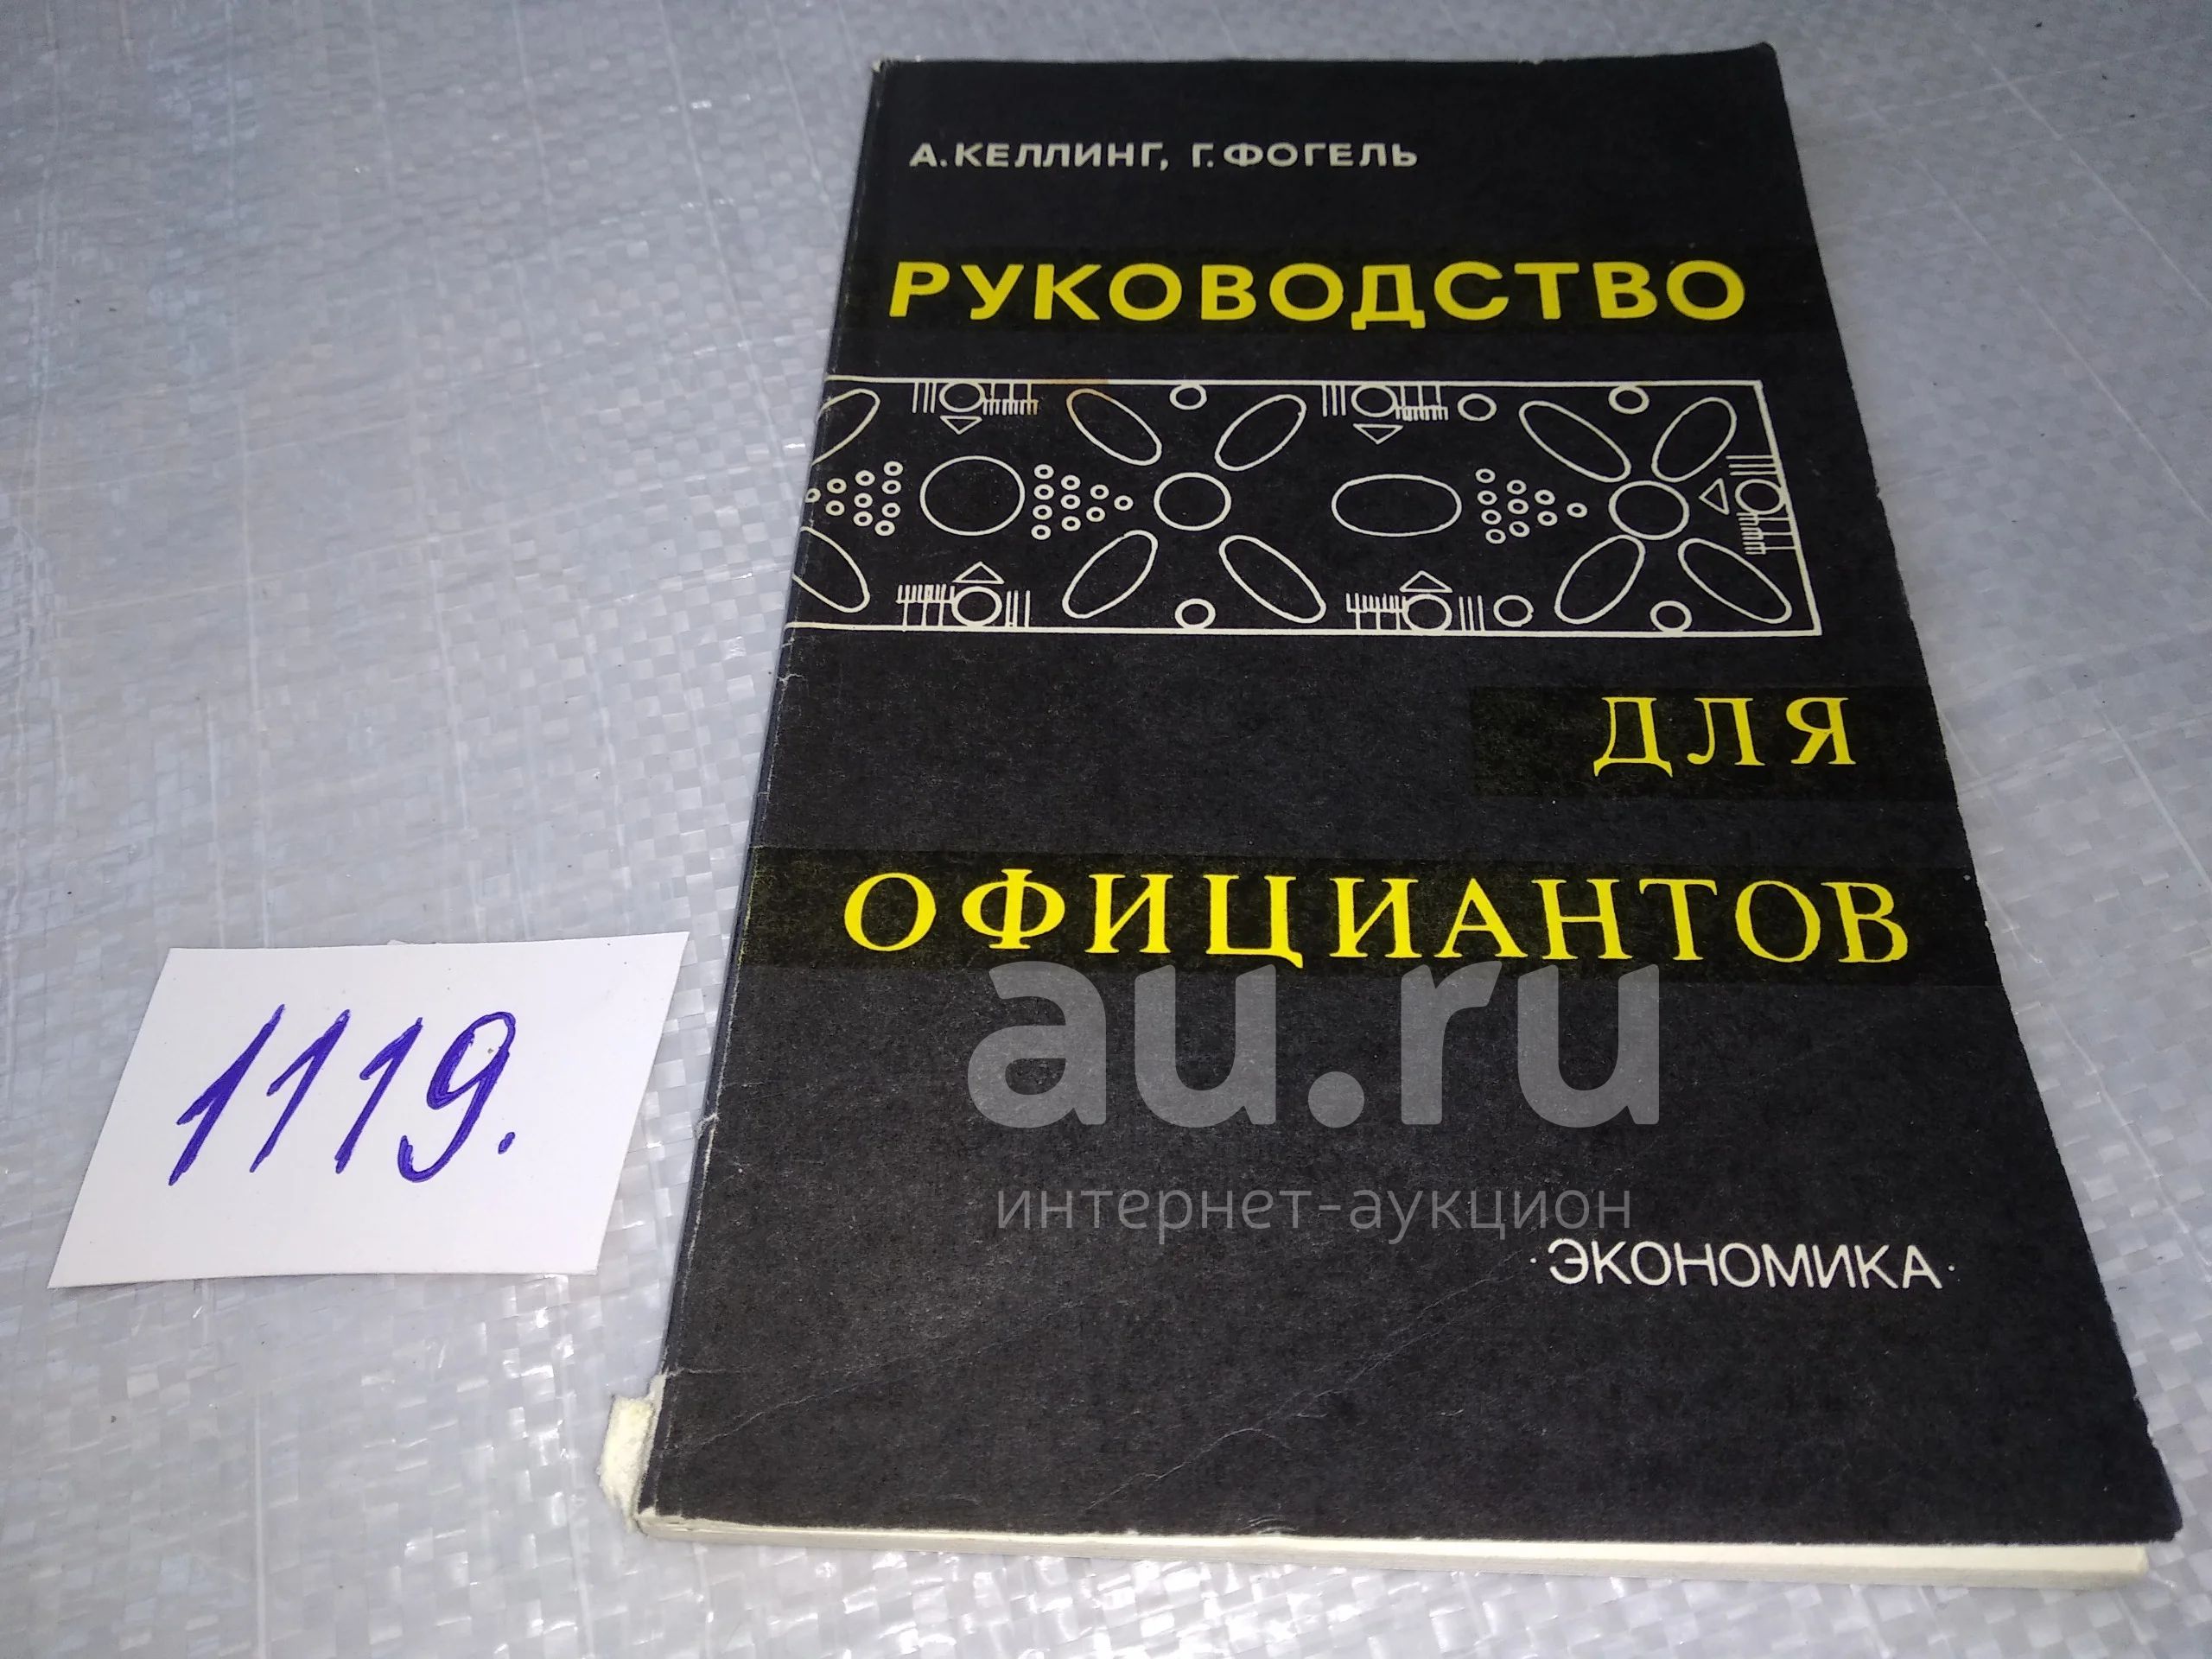 А. КЕЛЛИНГ, Г. ФОГЕЛЬ
РУКОВОДСТВО
ДЛЯ
ОФИЦИАНТОВ
au.ru
интернет-аукцион
·ЭКОНОМИКА·
1119.